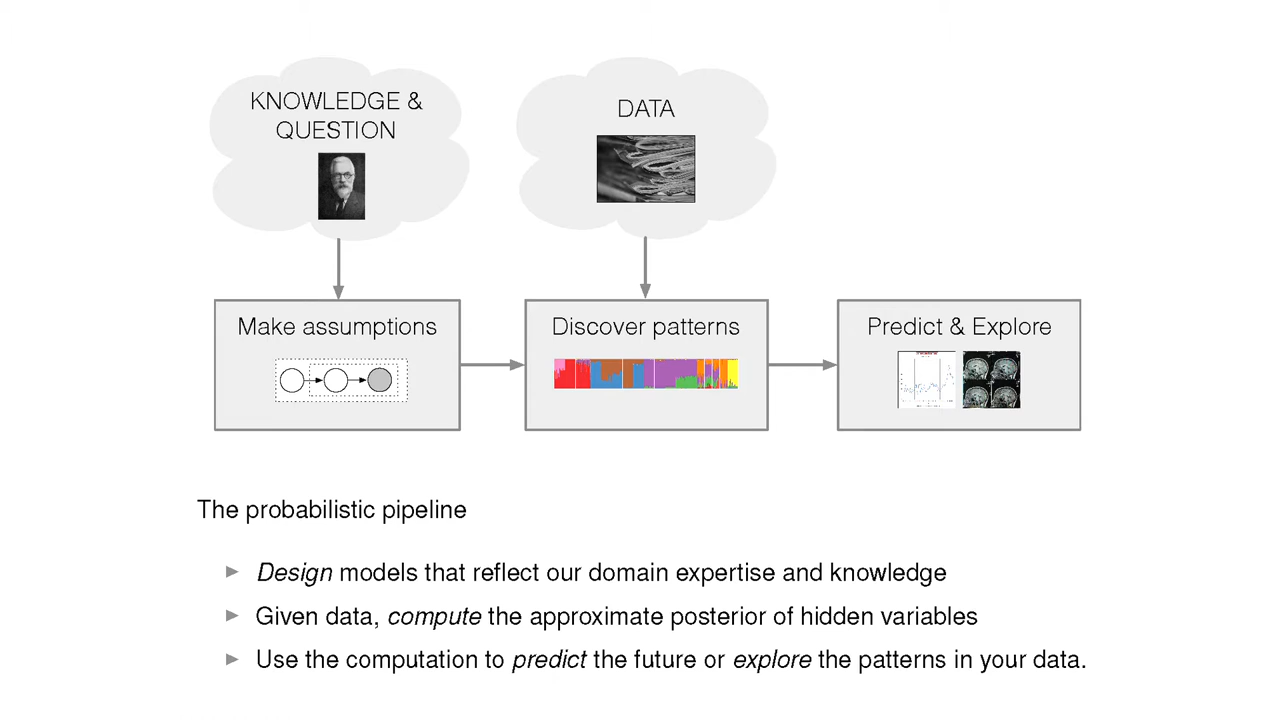 KNOWLEDGE &
QUESTION
DATA
Make assumptions
Discover patterns
Predict & Explore
The probabilistic pipeline
Design models that reflect our domain expertise and knowledge
Given data, compute the approximate posterior of hidden variables
Use the computation to predict the future or explore the patterns in your data.